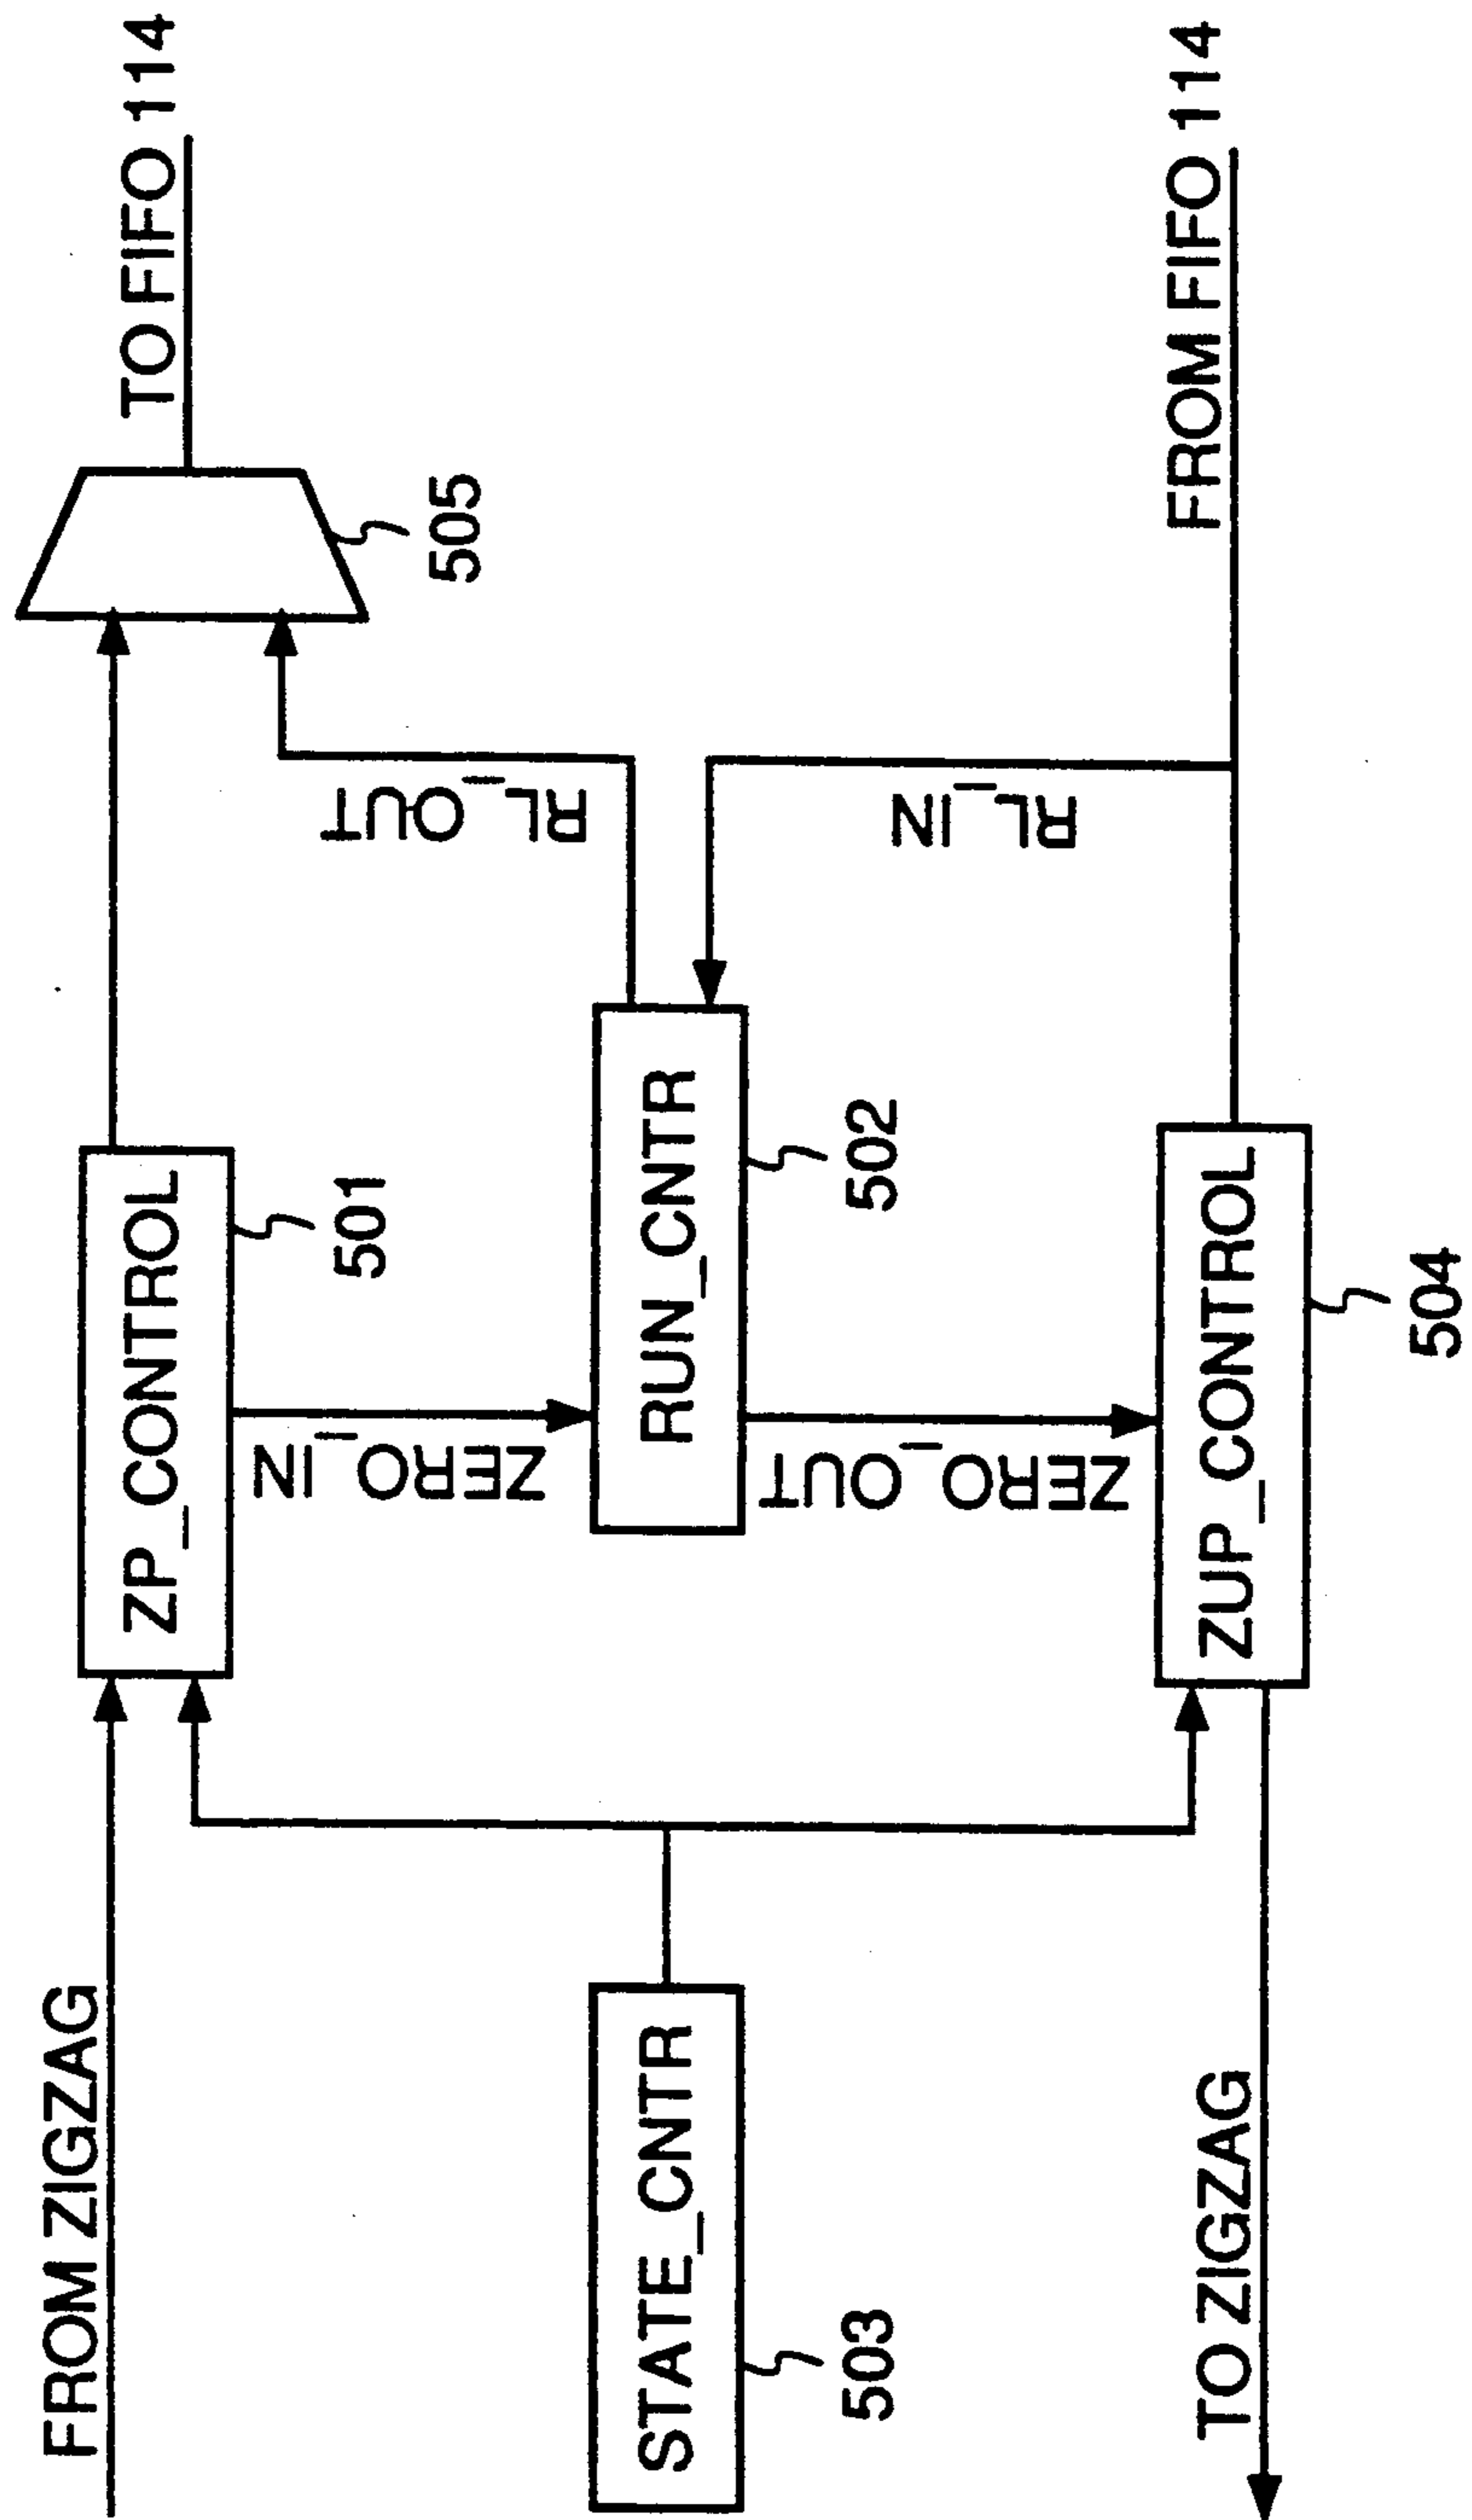 FROM ZIGZAG
ZP_CONTROL
501
TO FIFO 114
505
ZERO_IN
RL_OUT
STATE_CNTR
503
RUN_CNTR
502
ZERO_OUT
RL_IN
TO ZIGZAG
ZUP_CONTROL
504
FROM FIFO 114